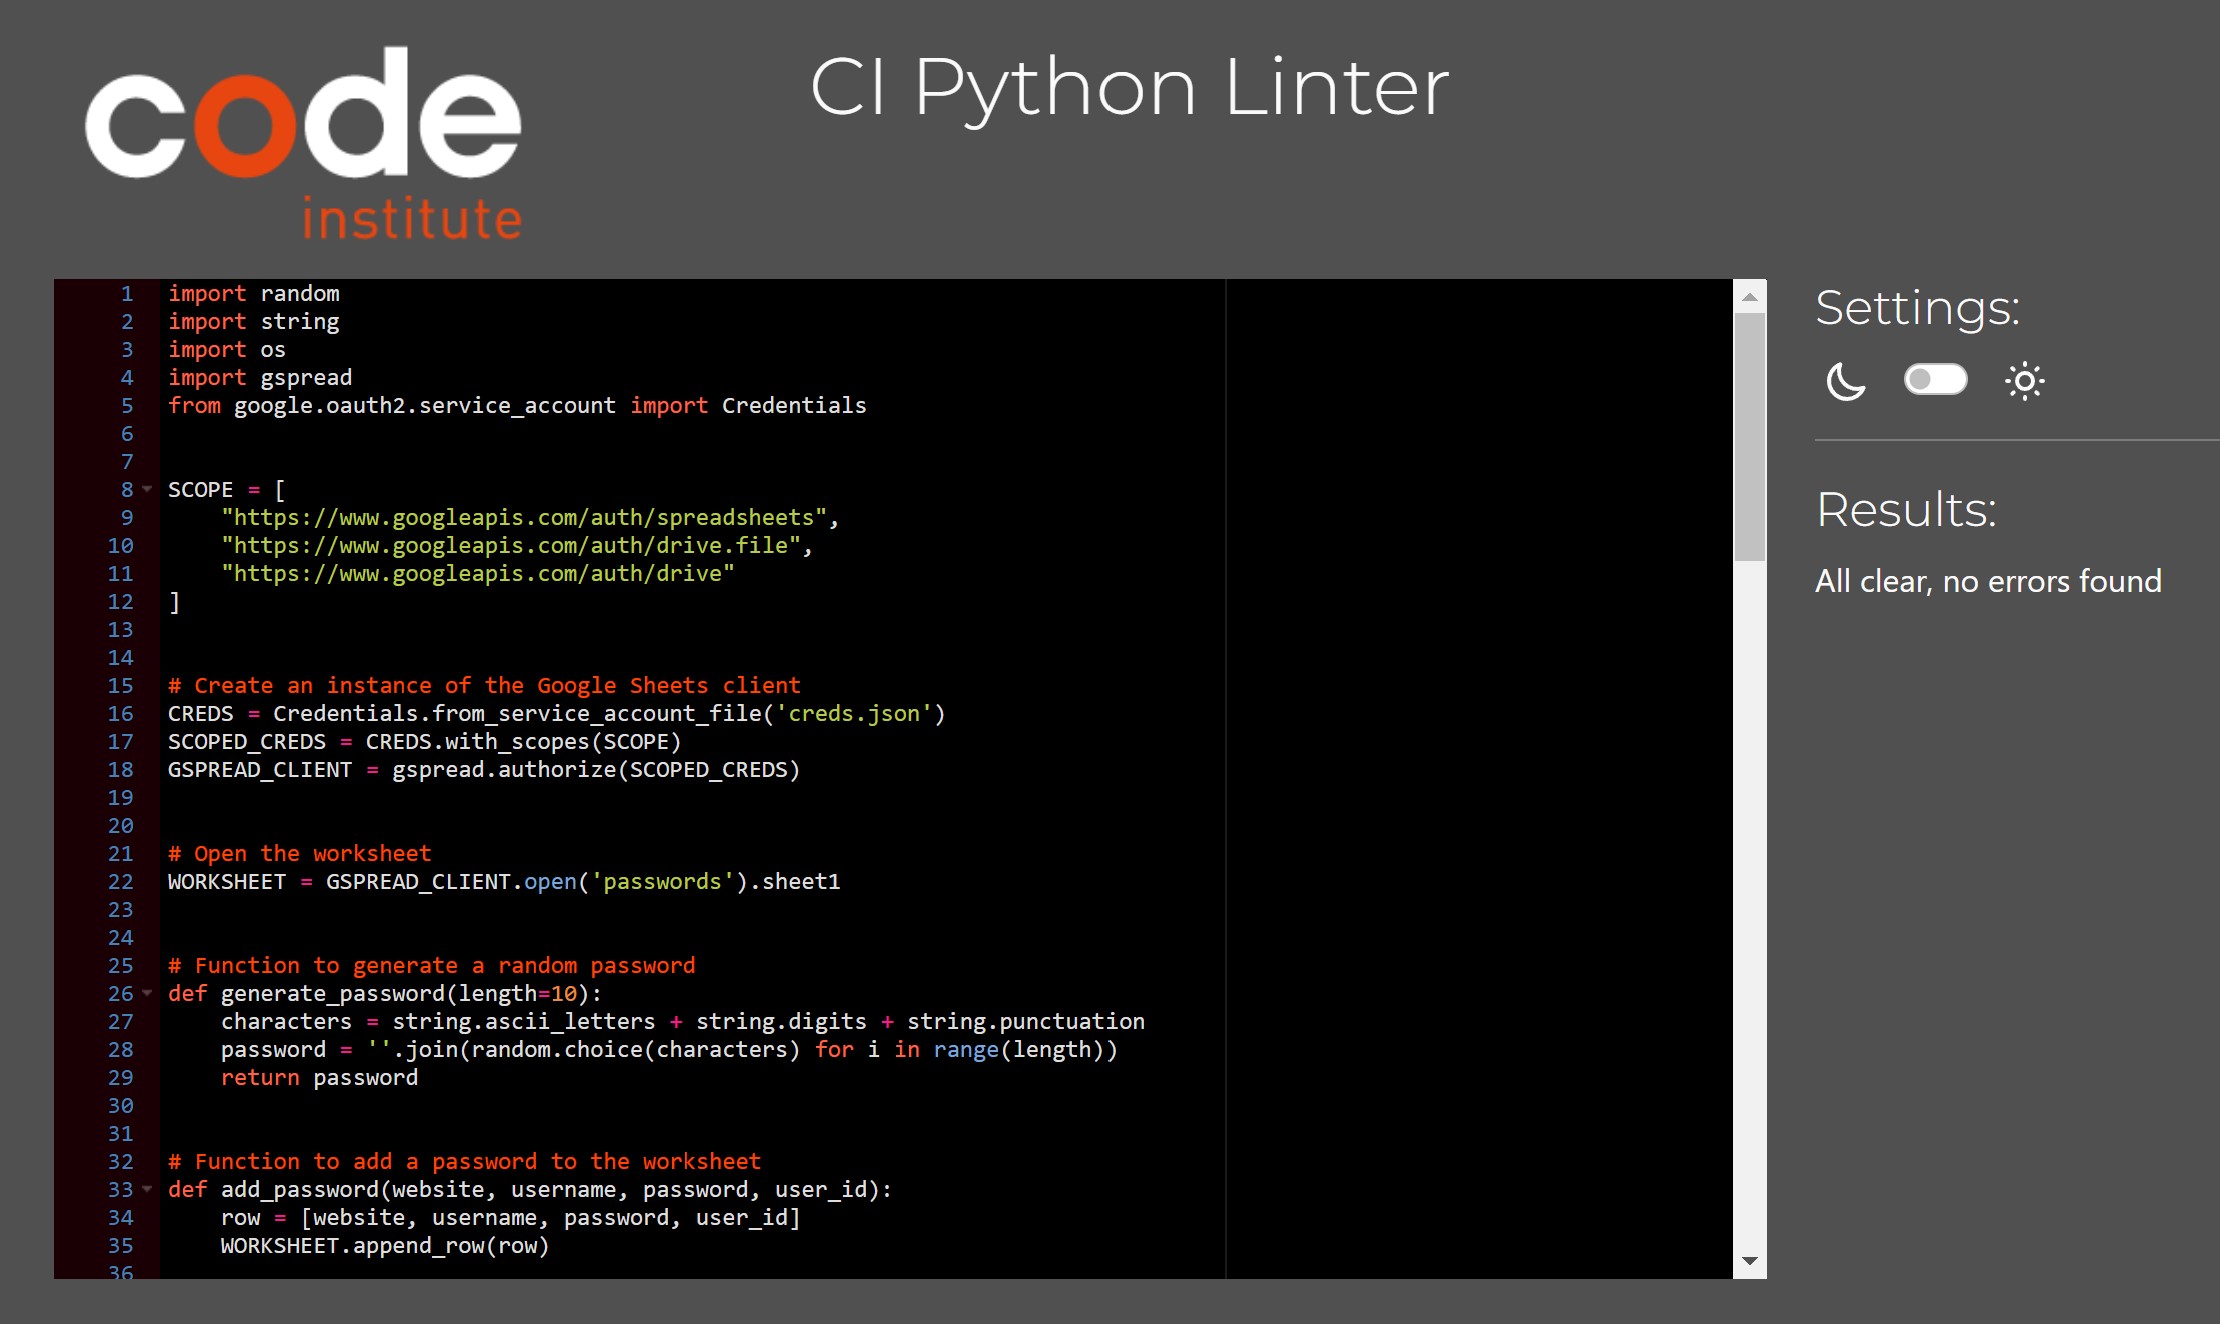 code
institute
CI Python Linter
1 import random
2 import string
3 import os
4 import gspread
5 from google.oauth2.service_account import Credentials
6
7
8 SCOPE = [
9     "https://www.googleapis.com/auth/spreadsheets",
10     "https://www.googleapis.com/auth/drive.file",
11     "https://www.googleapis.com/auth/drive"
12 ]
13
14
15 # Create an instance of the Google Sheets client
16 CREDS = Credentials.from_service_account_file('creds.json')
17 SCOPED_CREDS = CREDS.with_scopes(SCOPE)
18 GSPREAD_CLIENT = gspread.authorize(SCOPED_CREDS)
19
20
21 # Open the worksheet
22 WORKSHEET = GSPREAD_CLIENT.open('passwords').sheet1
23
24
25 # Function to generate a random password
26 def generate_password(length=10):
27     characters = string.ascii_letters + string.digits + string.punctuation
28     password = ''.join(random.choice(characters) for i in range(length))
29     return password
30
31
32 # Function to add a password to the worksheet
33 def add_password(website, username, password, user_id):
34     row = [website, username, password, user_id]
35     WORKSHEET.append_row(row)
36
Settings:
Results:
All clear, no errors found